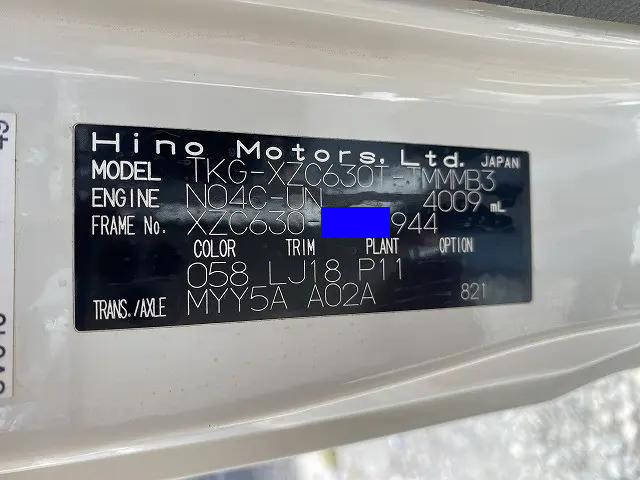 Hino Motors, Ltd. JAPAN
MODEL TKG-XZC630T-TMMMB3
ENGINE N04C-UN 4009 mL
FRAME No. XZC630- 944
COLOR TRIM PLANT OPTION
058 LJ18 P11
TRANS./AXLE MYY5A A02A 821